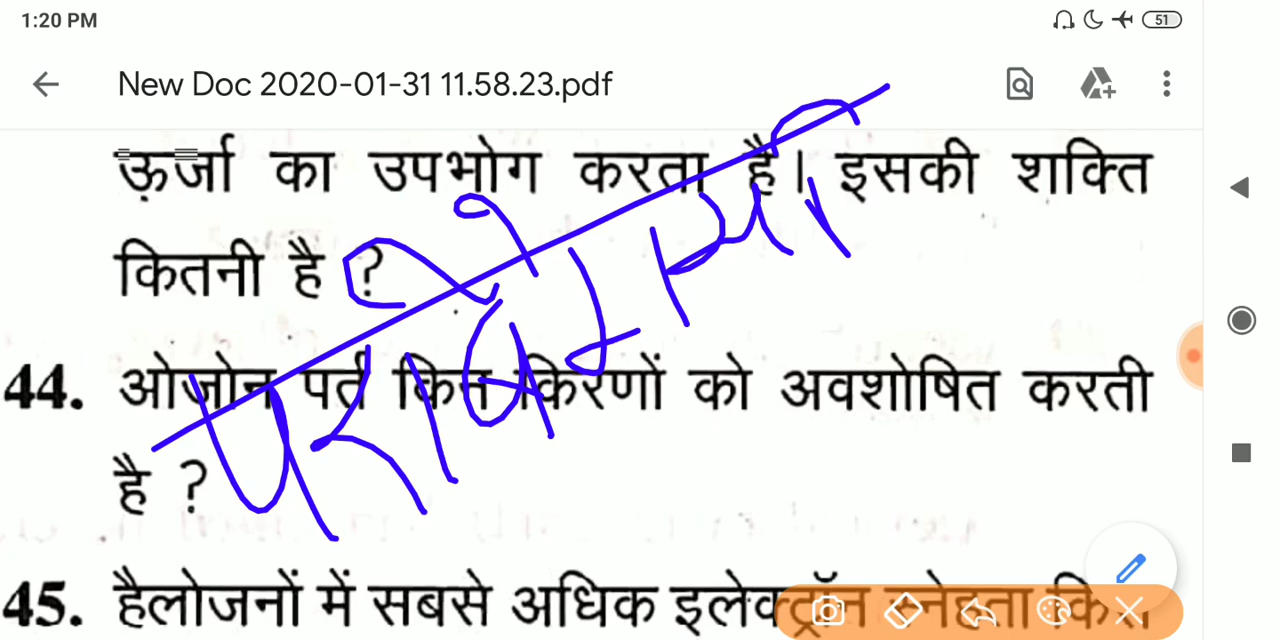 1:20 PM
51
New Doc 2020-01-31 11.58.23.pdf
ऊर्जा का उपभोग करता है। इसकी शक्ति
कितनी है ?
44. ओजोन पर्त किन किरणों को अवशोषित करती
है ?
45. हैलोजनों में सबसे अधिक इलेक्ट्रॉन स्नेहता